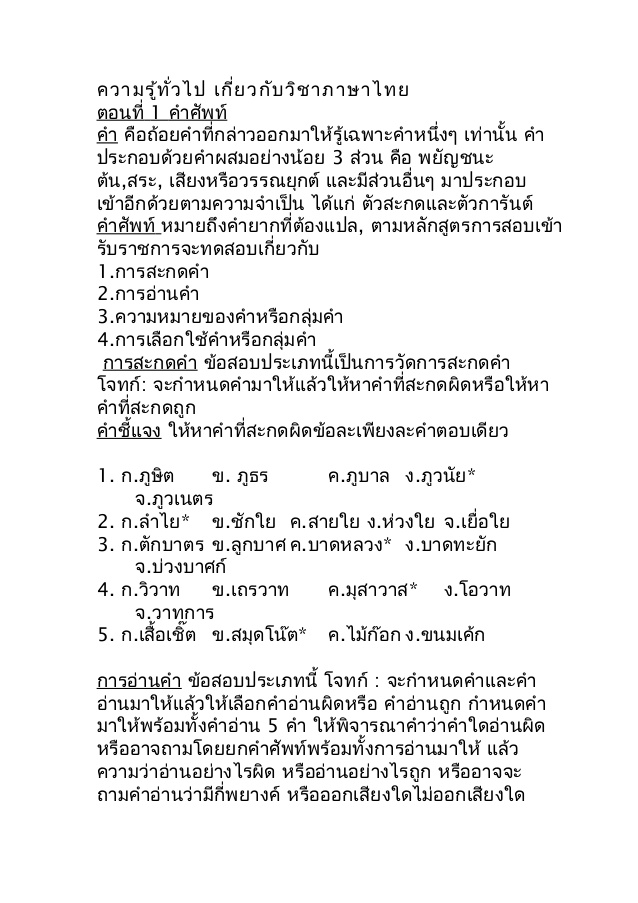 ความรู้ทั่วไป เกี่ยวกับวิชาภาษาไทย
ตอนที่ 1 คำศัพท์
คำ คือถ้อยคำที่กล่าวออกมาให้รู้เฉพาะคำหนึ่งๆ เท่านั้น คำ
ประกอบด้วยคำผสมอย่างน้อย 3 ส่วน คือ พยัญชนะ
ต้น,สระ, เสียงหรือวรรณยุกต์ และมีส่วนอื่นๆ มาประกอบ
เข้าอีกด้วยตามความจำเป็น ได้แก่ ตัวสะกดและตัวการันต์
คำศัพท์ หมายถึงคำยากที่ต้องแปล, ตามหลักสูตรการสอบเข้า
รับราชการจะทดสอบเกี่ยวกับ
1.การสะกดคำ
2.การอ่านคำ
3.ความหมายของคำหรือกลุ่มคำ
4.การเลือกใช้คำหรือกลุ่มคำ
การสะกดคำ ข้อสอบประเภทนี้เป็นการวัดการสะกดคำ
โจทก์: จะกำหนดคำมาให้แล้วให้หาคำที่สะกดผิดหรือให้หา
คำที่สะกดถูก
คำชี้แจง ให้หาคำที่สะกดผิดข้อละเพียงละคำตอบเดียว
1. ก.ภูษิต ข. ภูธร ค.ภูบาล ง.ภูวนัย*
จ.ภูวเนตร
2. ก.ลำไย* ข.ชักใย ค.สายใย ง.ห่วงใย จ.เยื่อใย
3. ก.ตักบาตร ข.ลูกบาศ ค.บาดหลวง* ง.บาดทะยัก
จ.บ่วงบาศก์
4. ก.วิวาท ข.เถรวาท ค.มุสาวาส* ง.โอวาท
จ.วาทการ
5. ก.เสื้อเชิ๊ต ข.สมุดโน๊ต* ค.ไม้ก๊อก ง.ขนมเค้ก
การอ่านคำ ข้อสอบประเภทนี้ โจทก์ : จะกำหนดคำและคำ
อ่านมาให้แล้วให้เลือกคำอ่านผิดหรือ คำอ่านถูก กำหนดคำ
มาให้พร้อมทั้งคำอ่าน 5 คำ ให้พิจารณาคำว่าคำใดอ่านผิด
หรืออาจถามโดยยกคำศัพท์พร้อมทั้งการอ่านมาให้ แล้ว
ความว่าอ่านอย่างไรผิด หรืออ่านอย่างไรถูก หรืออาจจะ
ถามคำอ่านว่ามีกี่พยางค์ หรือออกเสียงใดไม่ออกเสียงใด